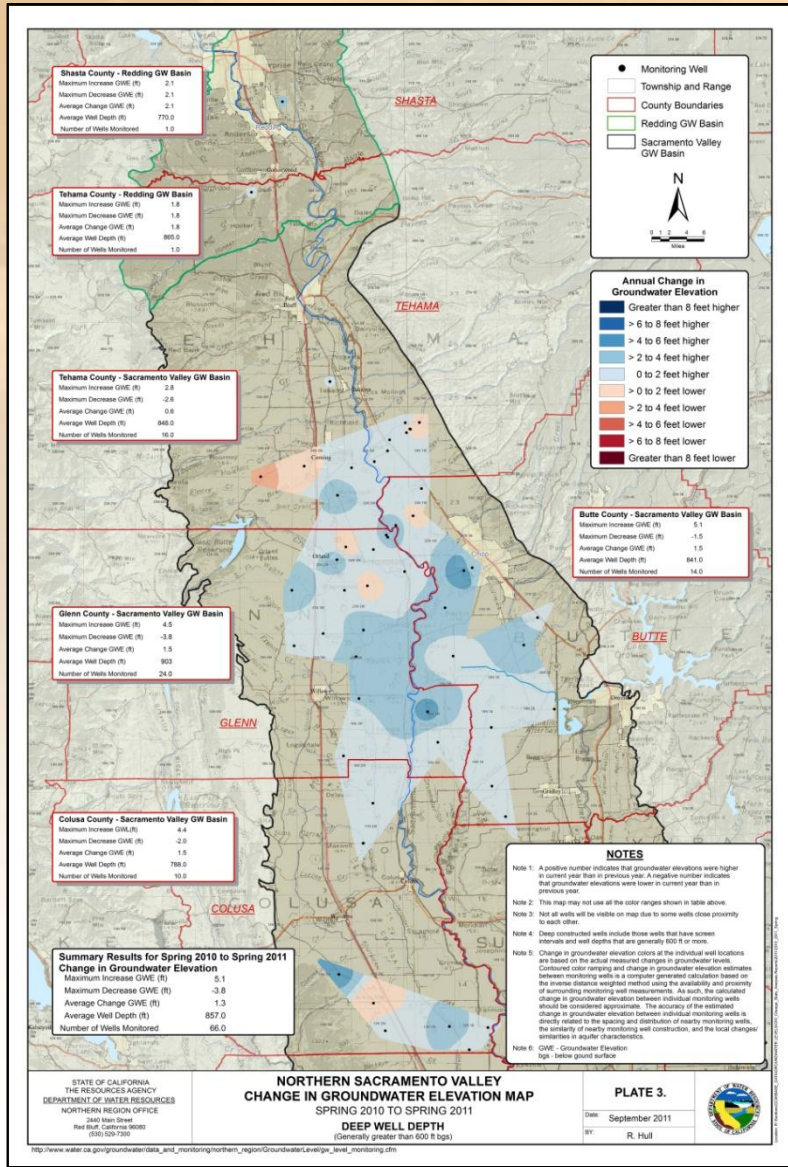 Shasta County - Redding GW Basin
Maximum Increase GWE (ft) 2.1
Maximum Decrease GWE (ft) 2.1
Average Change GWE (ft) 2.1
Average Well Depth (ft) 770.0
Number of Wells Monitored 1.0
Tehama County - Redding GW Basin
Maximum Increase GWE (ft) 1.8
Maximum Decrease GWE (ft) 1.8
Average Change GWE (ft) 1.8
Average Well Depth (ft) 865.0
Number of Wells Monitored 1.0
Tehama County - Sacramento Valley GW Basin
Maximum Increase GWE (ft) 2.8
Maximum Decrease GWE (ft) -2.6
Average Change GWE (ft) 0.6
Average Well Depth (ft) 848.0
Number of Wells Monitored 16.0
Glenn County - Sacramento Valley GW Basin
Maximum Increase GWE (ft) 4.5
Maximum Decrease GWE (ft) -3.8
Average Change GWE (ft) 1.5
Average Well Depth (ft) 903
Number of Wells Monitored 24.0
Colusa County - Sacramento Valley GW Basin
Maximum Increase GWL(ft) 4.4
Maximum Decrease GWE (ft) -2.0
Average Change GWE (ft) 1.5
Average Well Depth (ft) 788.0
Number of Wells Monitored 10.0
Summary Results for Spring 2010 to Spring 2011
Change in Groundwater Elevation
Maximum Increase GWE (ft) 5.1
Maximum Decrease GWE (ft) -3.8
Average Change GWE (ft) 1.3
Average Well Depth (ft) 857.0
Number of Wells Monitored 66.0
SHASTA
TEHAMA
BUTTE
GLENN
COLUSA
Redding
Red Bluff
Corning
Orland
Chico
Willows
Monitoring Well
Township and Range
County Boundaries
Redding GW Basin
Sacramento Valley
GW Basin
N
0 1 2 4 6
Miles
Annual Change in
Groundwater Elevation
Greater than 8 feet higher
> 6 to 8 feet higher
> 4 to 6 feet higher
> 2 to 4 feet higher
0 to 2 feet higher
> 0 to 2 feet lower
> 2 to 4 feet lower
> 4 to 6 feet lower
> 6 to 8 feet lower
Greater than 8 feet lower
Butte County - Sacramento Valley GW Basin
Maximum Increase GWE (ft) 5.1
Maximum Decrease GWE (ft) -1.5
Average Change GWE (ft) 1.5
Average Well Depth (ft) 841.0
Number of Wells Monitored 14.0
NOTES
Note 1: A positive number indicates that groundwater elevations were higher
in current year than in previous year. A negative number indicates
that groundwater elevations were lower in current year than in
previous year.
Note 2: This map may not use all the color ranges shown in table above.
Note 3: Not all wells will be visible on map due to some wells close proximity
to each other.
Note 4: Deep constructed wells include those wells that have screen
intervals and well depths that are generally 600 ft or more.
Note 5: Change in groundwater elevation colors at the individual well locations
are based on the actual measured changes in groundwater levels.
Contoured color ramping and change in groundwater elevation estimates
between monitoring wells is a computer generated calculation based on
the inverse distance weighted method using the availability and proximity
of surrounding monitoring well measurements. As such, the calculated
change in groundwater elevation between individual monitoring wells
should be considered approximate. The accuracy of the estimated
change in groundwater elevation between individual monitoring wells is
directly related to the spacing and distribution of nearby monitoring wells,
the similarity of nearby monitoring well construction, and the local changes/
similarities in aquifer characteristics.
Note 6: GWE - Groundwater Elevation
bgs - below gound surface
STATE OF CALIFORNIA
THE RESOURCES AGENCY
DEPARTMENT OF WATER RESOURCES
NORTHERN REGION OFFICE
2440 Main Street
Red Bluff, California 96080
(530) 529-7300
NORTHERN SACRAMENTO VALLEY
CHANGE IN GROUNDWATER ELEVATION MAP
SPRING 2010 TO SPRING 2011
DEEP WELL DEPTH
(Generally greater than 600 ft bgs)
PLATE 3.
Date: September 2011
BY: R. Hull
http://www.water.ca.gov/groundwater/data_and_monitoring/northern_region/GroundwaterLevel/gw_level_monitoring.cfm